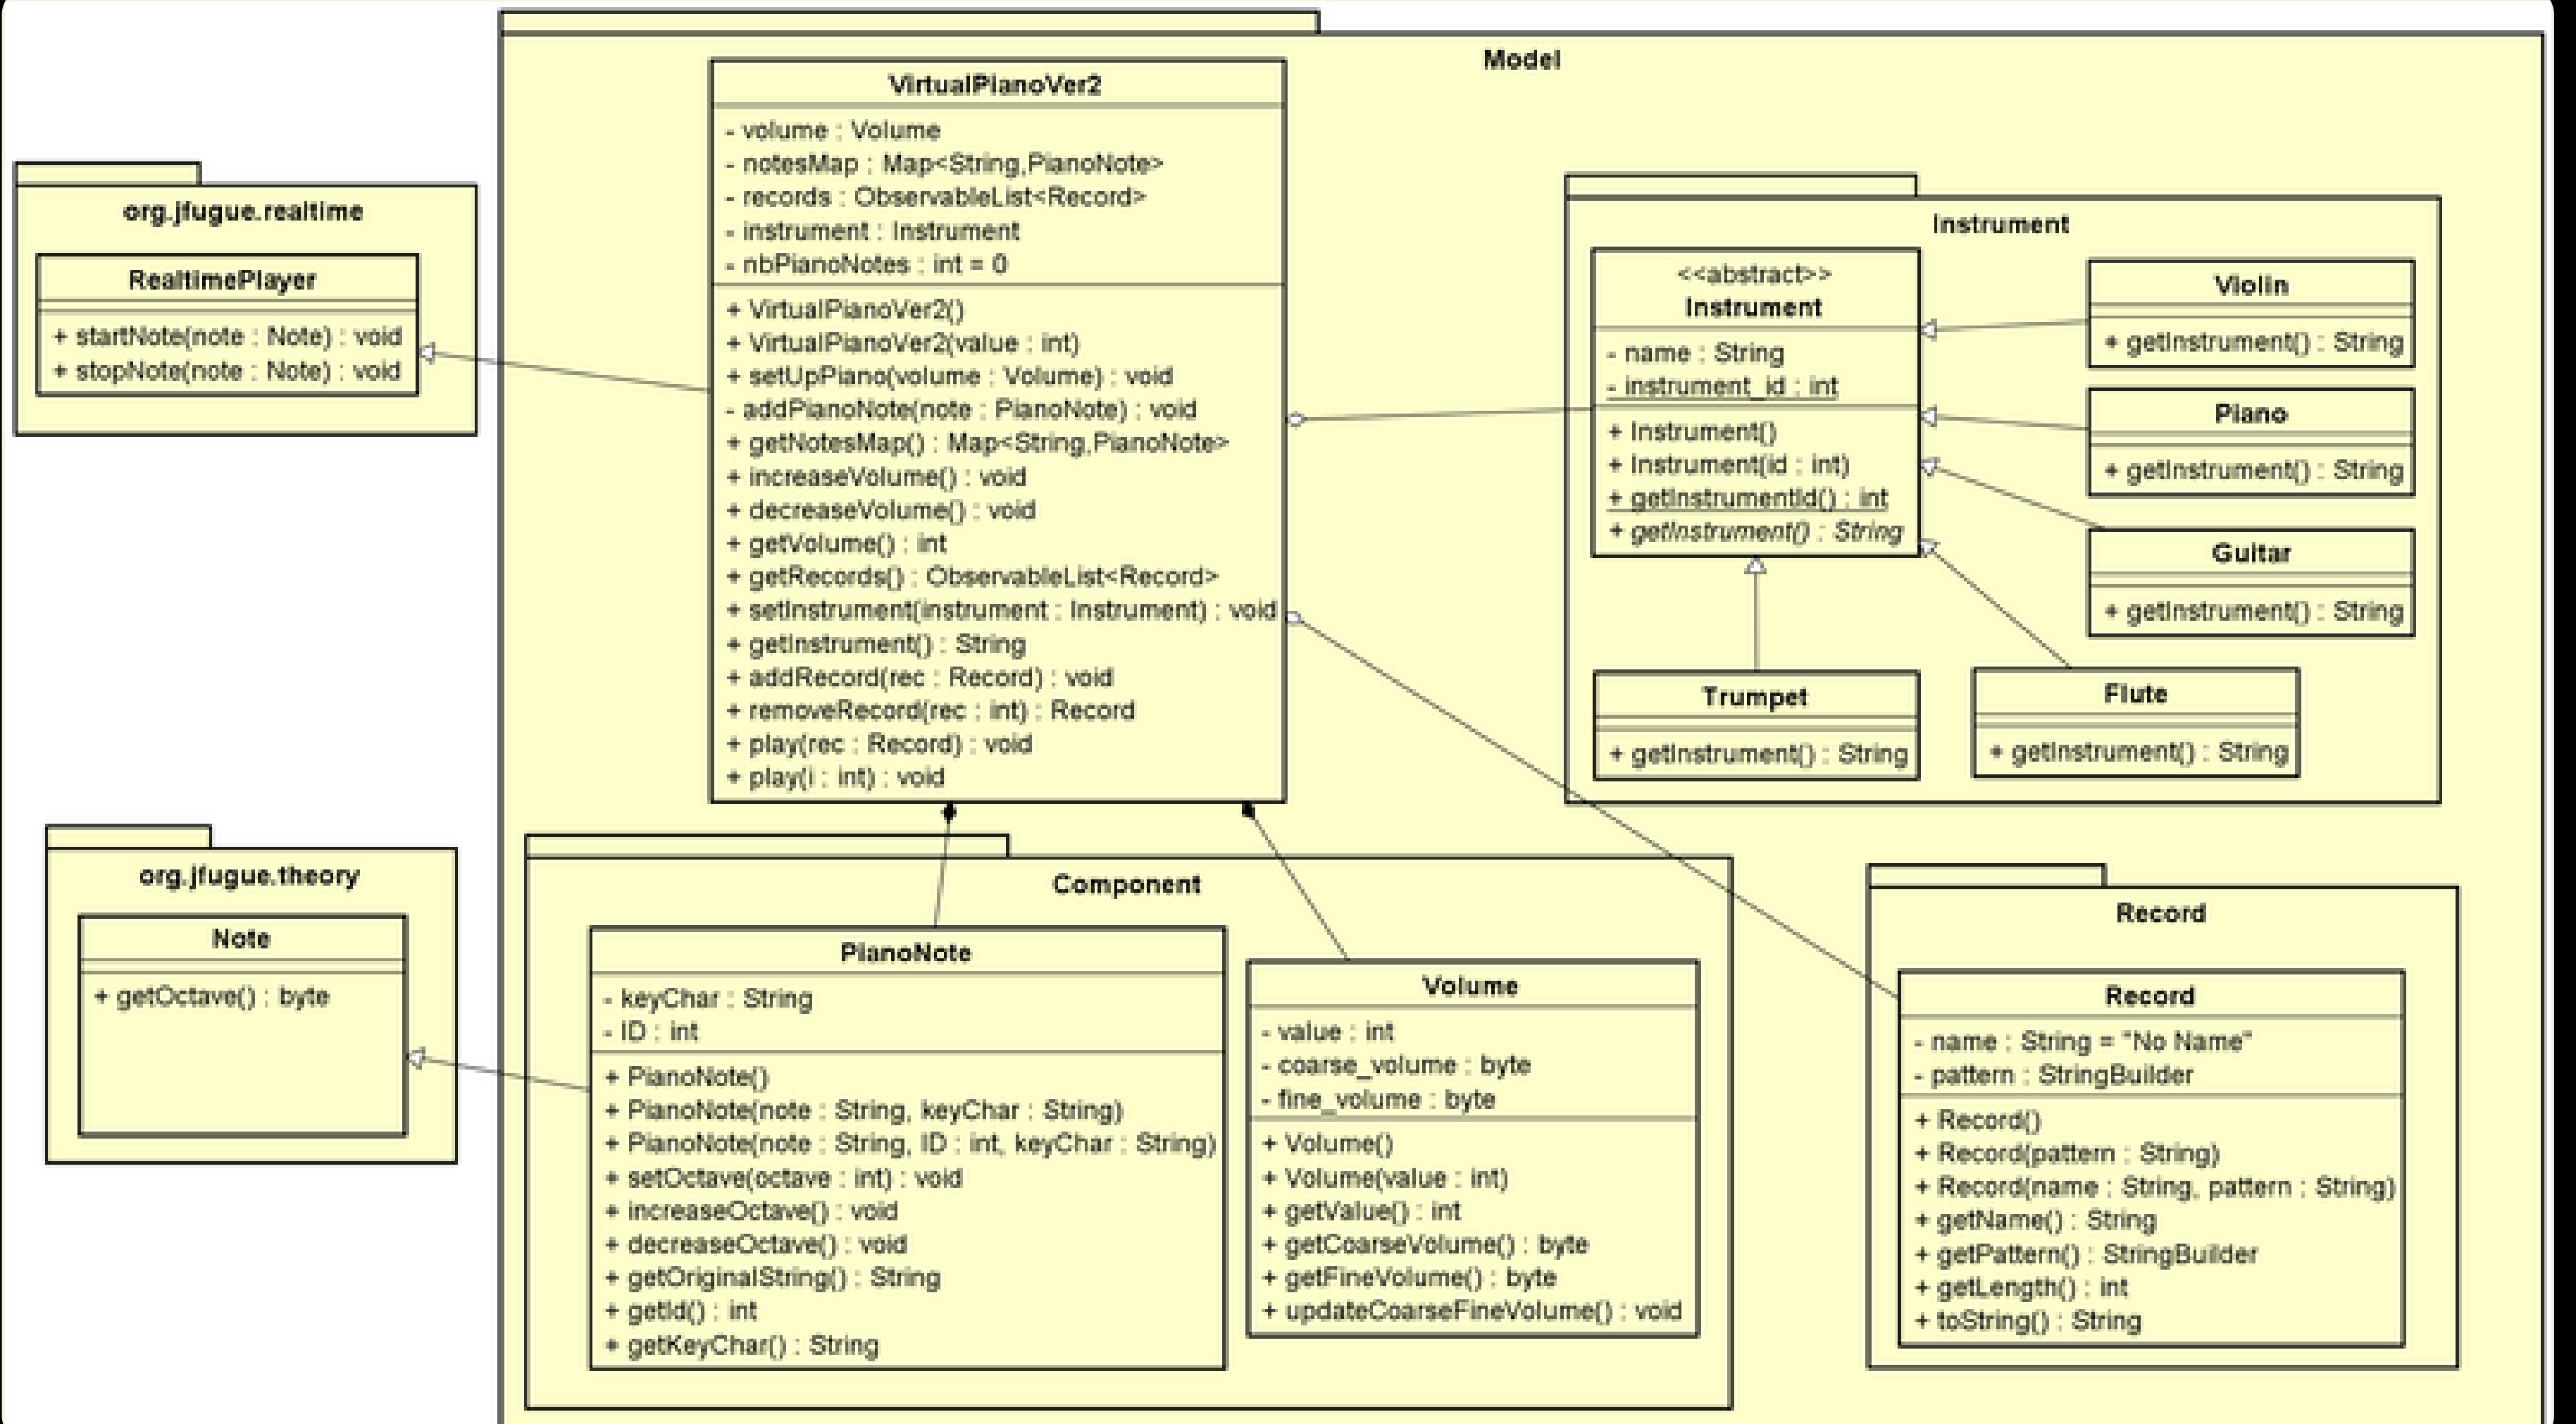 Model
VirtualPianoVer2
- volume : Volume
- notesMap : Map<String,PianoNote>
- records : ObservableList<Record>
- instrument : Instrument
- nbPianoNotes : int = 0
+ VirtualPianoVer2()
+ VirtualPianoVer2(value : int)
+ setUpPiano(volume : Volume) : void
- addPianoNote(note : PianoNote) : void
+ getNotesMap() : Map<String,PianoNote>
+ increaseVolume() : void
+ decreaseVolume() : void
+ getVolume() : int
+ getRecords() : ObservableList<Record>
+ setInstrument(instrument : Instrument) : void
+ getInstrument() : String
+ addRecord(rec : Record) : void
+ removeRecord(rec : int) : Record
+ play(rec : Record) : void
+ play(i : int) : void
org.jfugue.realtime
RealtimePlayer
+ startNote(note : Note) : void
+ stopNote(note : Note) : void
Instrument
<<abstract>>
Instrument
- name : String
- instrument_id : int
+ Instrument()
+ Instrument(id : int)
+ getInstrumentId() : int
+ getInstrument() : String
Violin
+ getInstrument() : String
Piano
+ getInstrument() : String
Guitar
+ getInstrument() : String
Trumpet
+ getInstrument() : String
Flute
+ getInstrument() : String
org.jfugue.theory
Note
+ getOctave() : byte
Component
PianoNote
- keyChar : String
- ID : int
+ PianoNote()
+ PianoNote(note : String, keyChar : String)
+ PianoNote(note : String, ID : int, keyChar : String)
+ setOctave(octave : int) : void
+ increaseOctave() : void
+ decreaseOctave() : void
+ getOriginalString() : String
+ getId() : int
+ getKeyChar() : String
Volume
- value : int
- coarse_volume : byte
- fine_volume : byte
+ Volume()
+ Volume(value : int)
+ getValue() : int
+ getCoarseVolume() : byte
+ getFineVolume() : byte
+ updateCoarseFineVolume() : void
Record
Record
- name : String = "No Name"
- pattern : StringBuilder
+ Record()
+ Record(pattern : String)
+ Record(name : String, pattern : String)
+ getName() : String
+ getPattern() : StringBuilder
+ getLength() : int
+ toString() : String